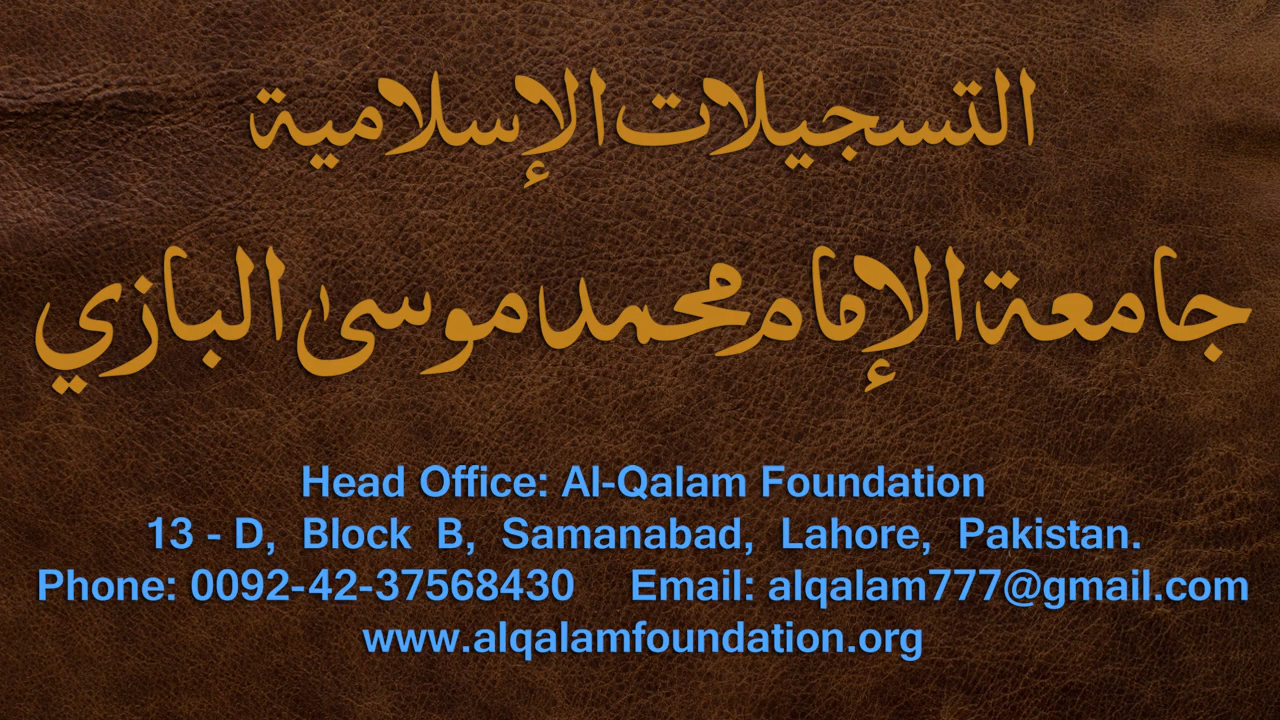 التسجيلات الإسلامية
جامعة الإمام محمد موسىٰ البازي
Head Office: Al-Qalam Foundation
13 - D, Block B, Samanabad, Lahore, Pakistan.
Phone: 0092-42-37568430 Email: alqalam777@gmail.com
www.alqalamfoundation.org